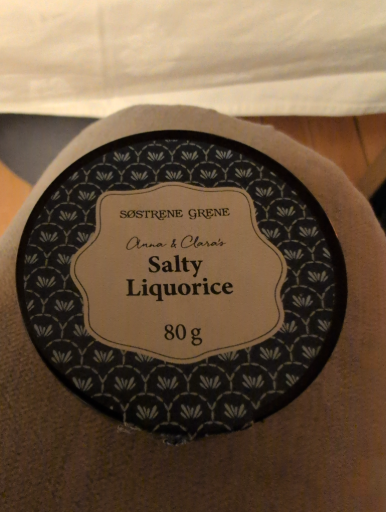 SØSTRENE GRENE
Anna & Clara's
Salty
Liquorice
80 g